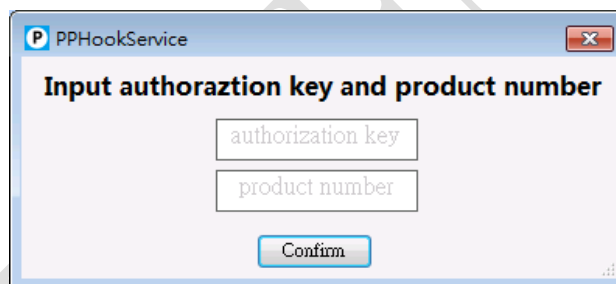 P PPHookService
Input authoraztion key and product number
authorization key
product number
Confirm